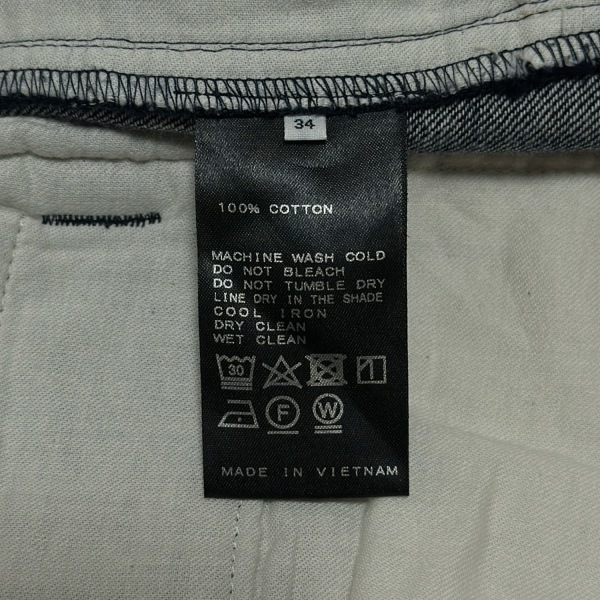 34
100% COTTON
MACHINE WASH COLD
DO NOT BLEACH
DO NOT TUMBLE DRY
LINE DRY IN THE SHADE
COOL IRON
DRY CLEAN
WET CLEAN
30
F W
MADE IN VIETNAM